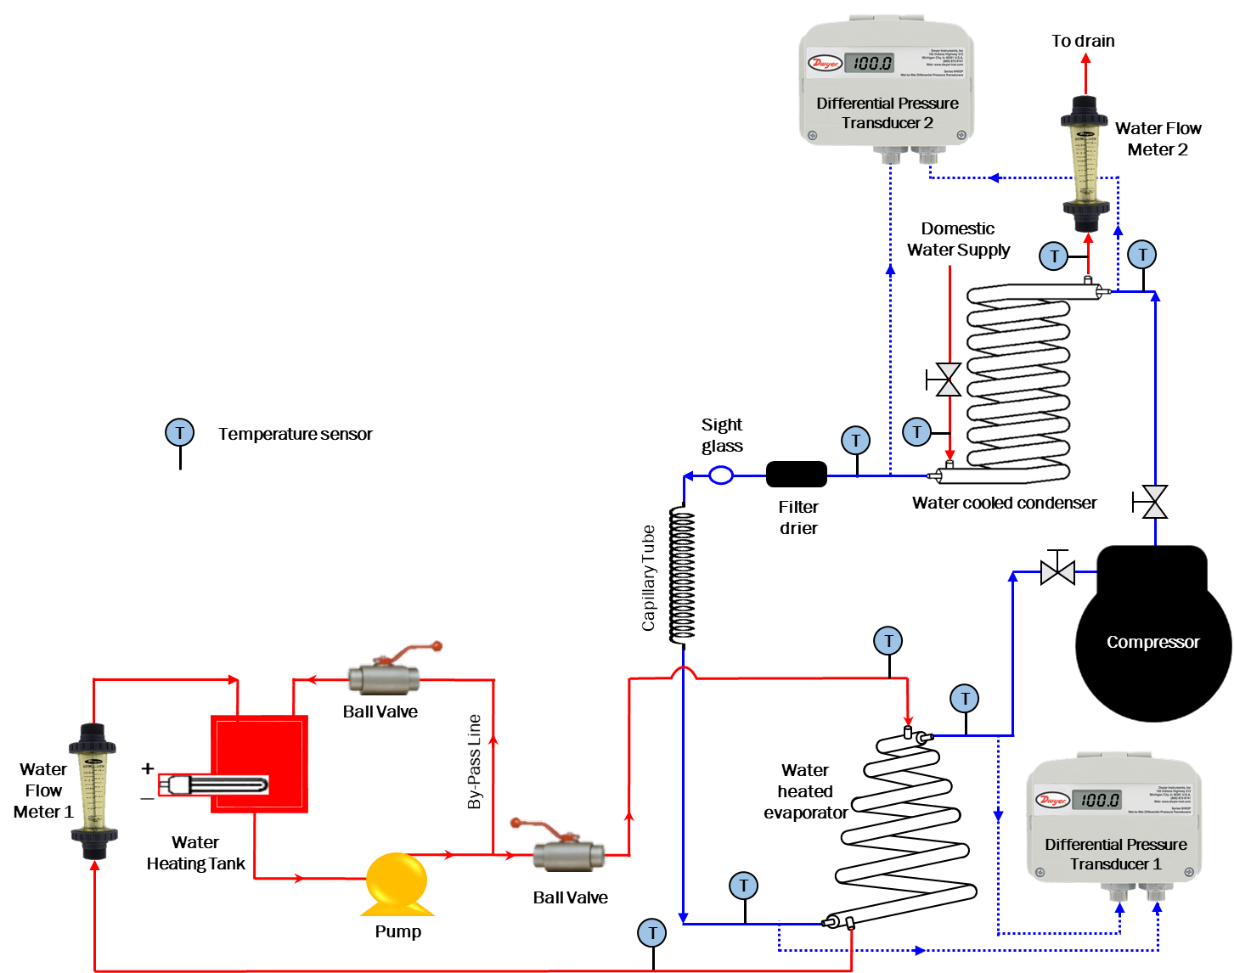 To drain
Dwyer
100.0
Differential Pressure
Transducer 2
Water Flow
Meter 2
Domestic
Water Supply
T
T
T
Temperature sensor
Sight
glass
T
T
Filter
drier
Water cooled condenser
Capillary Tube
Compressor
T
T
Ball Valve
By-Pass Line
Water
Flow
Meter 1
+
–
Water
Heating Tank
Water
heated
evaporator
Dwyer
100.0
Differential Pressure
Transducer 1
Ball Valve
Pump
T
T